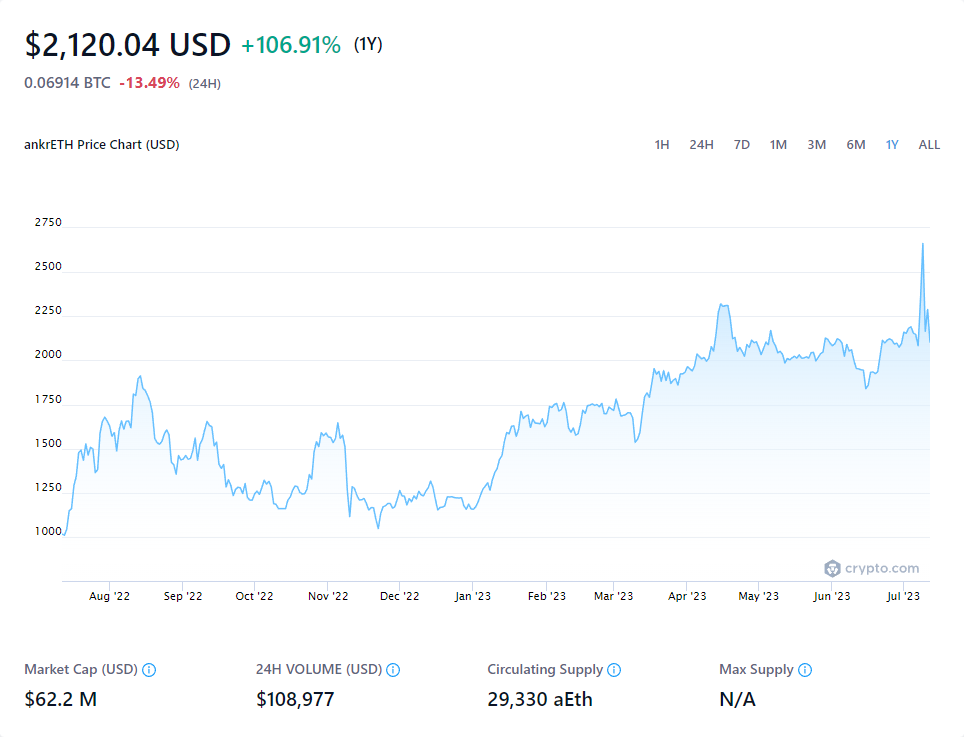 $2,120.04 USD +106.91% (1Y)
0.06914 BTC -13.49% (24H)
ankrETH Price Chart (USD) 1H 24H 7D 1M 3M 6M 1Y ALL
2750
2500
2250
2000
1750
1500
1250
1000
crypto.com
Aug '22 Sep '22 Oct '22 Nov '22 Dec '22 Jan '23 Feb '23 Mar '23 Apr '23 May '23 Jun '23 Jul '23
Market Cap (USD) 24H VOLUME (USD) Circulating Supply Max Supply
$62.2 M $108,977 29,330 aEth N/A